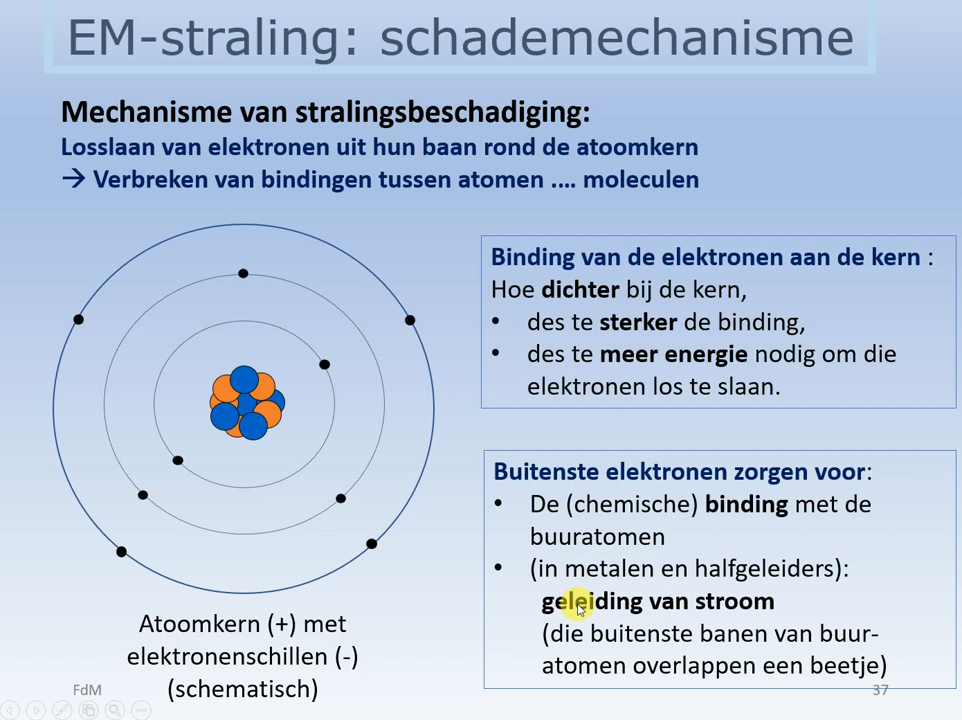 EM-straling: schademechanisme
Mechanisme van stralingsbeschadiging:
Losslaan van elektronen uit hun baan rond de atoomkern
→ Verbreken van bindingen tussen atomen .... moleculen
Binding van de elektronen aan de kern :
Hoe dichter bij de kern,
• des te sterker de binding,
• des te meer energie nodig om die
elektronen los te slaan.
Buitenste elektronen zorgen voor:
• De (chemische) binding met de
buuratomen
• (in metalen en halfgeleiders):
geleiding van stroom
(die buitenste banen van buur-
atomen overlappen een beetje)
Atoomkern (+) met
elektronenschillen (-)
(schematisch)
FdM
37